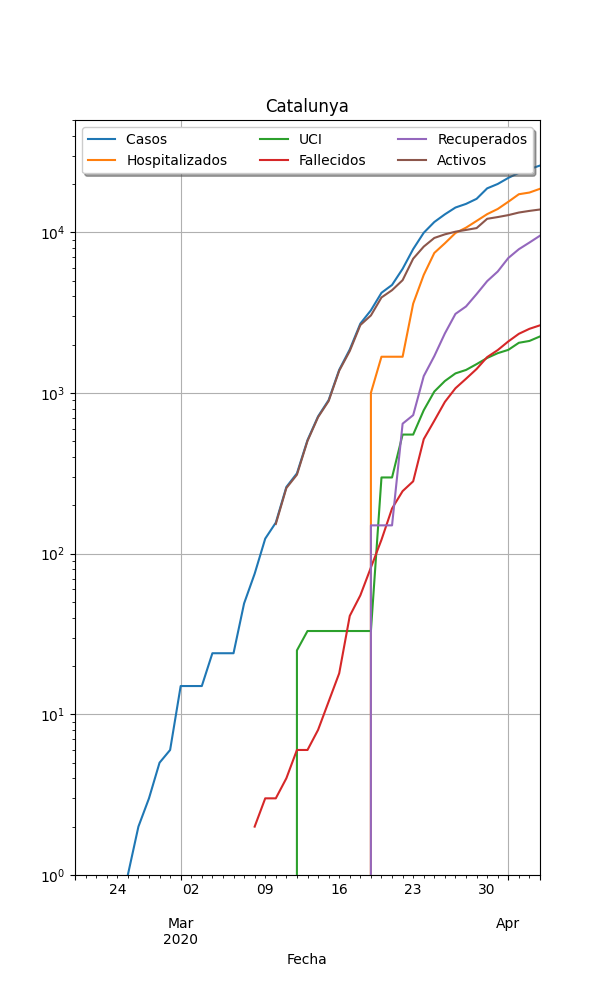 Catalunya
Casos UCI Recuperados
Hospitalizados Fallecidos Activos
10^4
10^3
10^2
10^1
10^0
24 02 09 16 23 30
Mar Apr
2020
Fecha